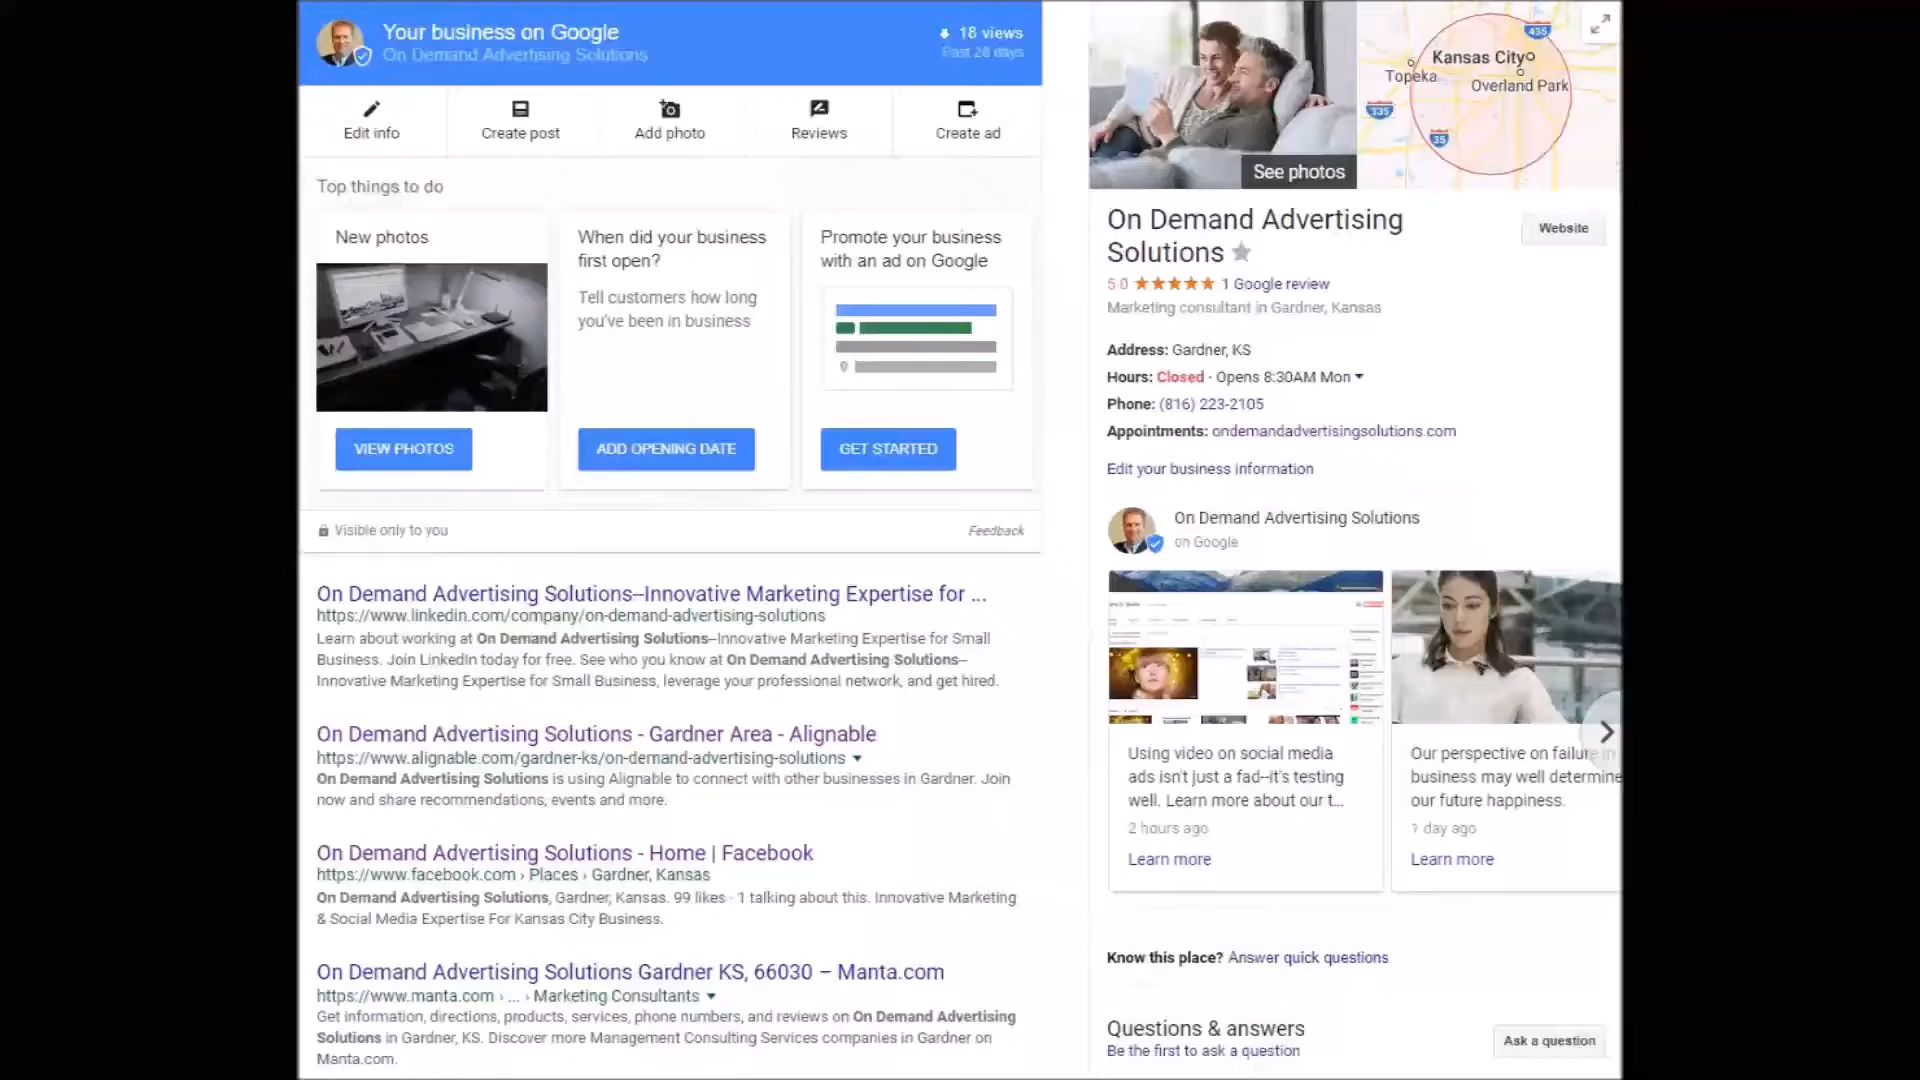 Your business on Google
On Demand Advertising Solutions
18 views
Past 28 days
Edit info
Create post
Add photo
Reviews
Create ad
Top things to do
New photos
VIEW PHOTOS
When did your business
first open?
Tell customers how long
you've been in business
ADD OPENING DATE
Promote your business
with an ad on Google
GET STARTED
Visible only to you
Feedback
On Demand Advertising Solutions–Innovative Marketing Expertise for ...
https://www.linkedin.com/company/on-demand-advertising-solutions
Learn about working at On Demand Advertising Solutions–Innovative Marketing Expertise for Small
Business. Join LinkedIn today for free. See who you know at On Demand Advertising Solutions–
Innovative Marketing Expertise for Small Business, leverage your professional network, and get hired.
On Demand Advertising Solutions - Gardner Area - Alignable
https://www.alignable.com/gardner-ks/on-demand-advertising-solutions
On Demand Advertising Solutions is using Alignable to connect with other businesses in Gardner. Join
now and share recommendations, events and more.
On Demand Advertising Solutions - Home | Facebook
https://www.facebook.com › Places › Gardner, Kansas
On Demand Advertising Solutions, Gardner, Kansas. 99 likes · 1 talking about this. Innovative Marketing
& Social Media Expertise For Kansas City Business.
On Demand Advertising Solutions Gardner KS, 66030 – Manta.com
https://www.manta.com › ... › Marketing Consultants
Get information, directions, products, services, phone numbers, and reviews on On Demand Advertising
Solutions in Gardner, KS. Discover more Management Consulting Services companies in Gardner on
Manta.com.
See photos
435
Kansas City
Topeka
Overland Park
335
35
On Demand Advertising
Solutions
Website
5.0 1 Google review
Marketing consultant in Gardner, Kansas
Address: Gardner, KS
Hours: Closed · Opens 8:30AM Mon
Phone: (816) 223-2105
Appointments: ondemandadvertisingsolutions.com
Edit your business information
On Demand Advertising Solutions
on Google
Using video on social media
ads isn't just a fad--it's testing
well. Learn more about our t...
2 hours ago
Learn more
Our perspective on failure in
business may well determine
our future happiness.
1 day ago
Learn more
Know this place? Answer quick questions
Questions & answers
Be the first to ask a question
Ask a question